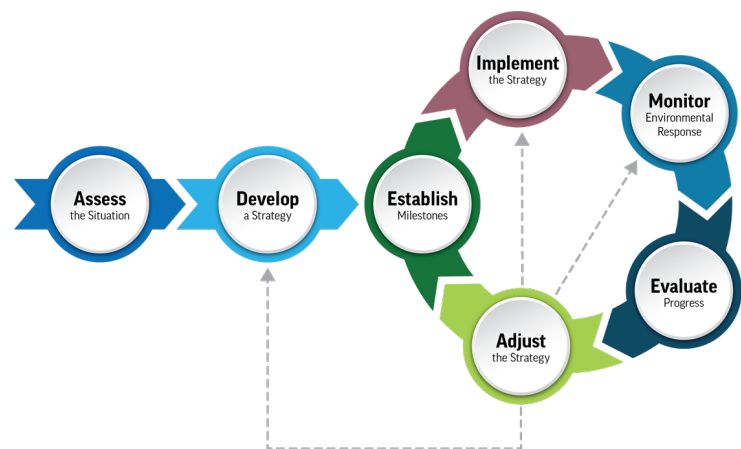 Assess
the Situation
Develop
a Strategy
Establish
Milestones
Implement
the Strategy
Monitor
Environmental
Response
Evaluate
Progress
Adjust
the Strategy